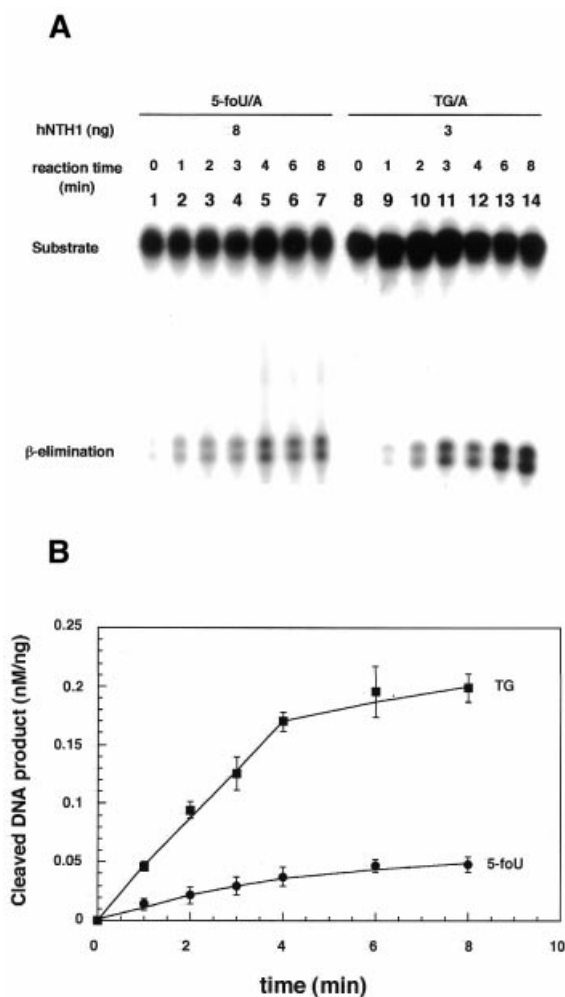 A
5-foU/A TG/A
hNTH1 (ng) 8 3
reaction time (min) 0 1 2 3 4 6 8 0 1 2 3 4 6 8
1 2 3 4 5 6 7 8 9 10 11 12 13 14
Substrate
β-elimination
B
Cleaved DNA product (nM/ng)
0.25
0.2
0.15
0.1
0.05
0
TG
5-foU
0 2 4 6 8 10
time (min)